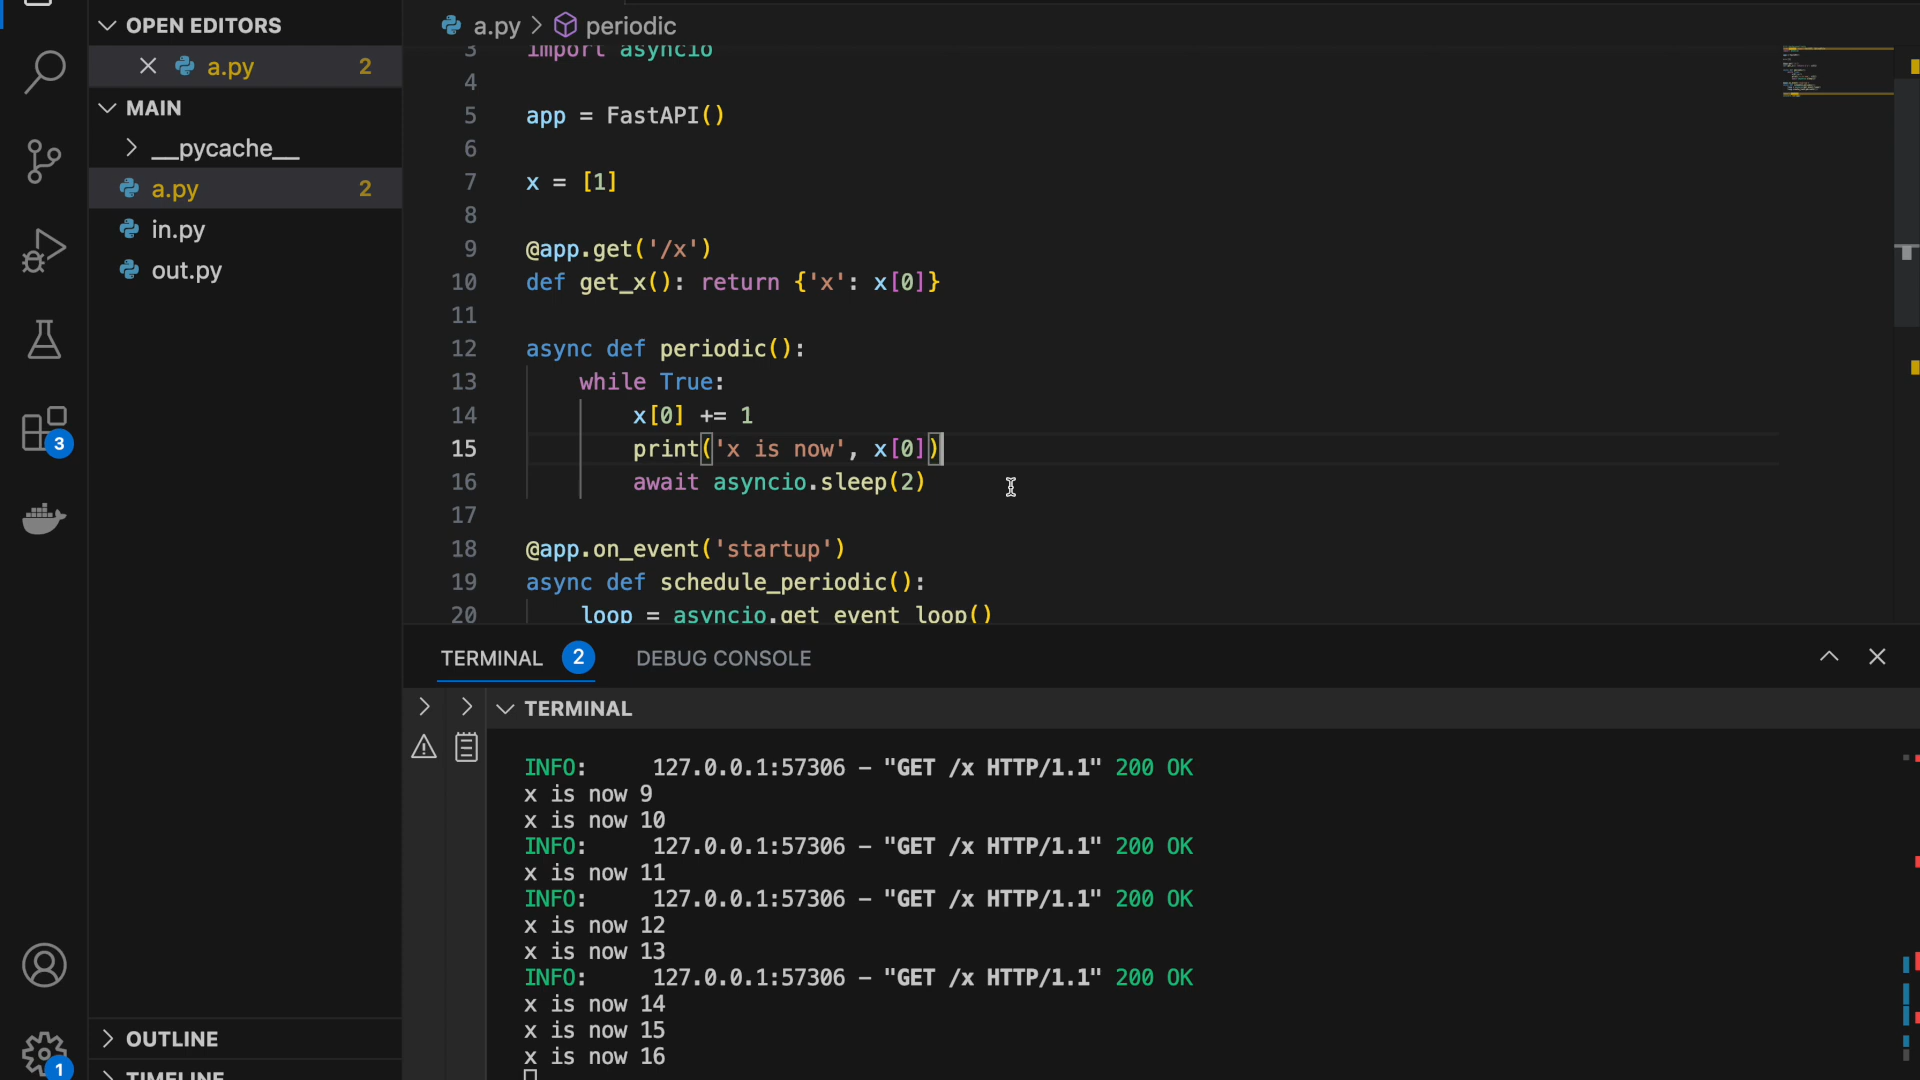 OPEN EDITORS
a.py 2
MAIN
__pycache__
a.py 2
in.py
out.py
3
1
OUTLINE
TIMELINE
a.py > periodic
3 import asyncio
4
5 app = FastAPI()
6
7 x = [1]
8
9 @app.get('/x')
10 def get_x(): return {'x': x[0]}
11
12 async def periodic():
13 while True:
14 x[0] += 1
15 print('x is now', x[0])
16 await asyncio.sleep(2)
17
18 @app.on_event('startup')
19 async def schedule_periodic():
20 loop = asyncio.get_event_loop()
TERMINAL 2 DEBUG CONSOLE
TERMINAL
INFO: 127.0.0.1:57306 – "GET /x HTTP/1.1" 200 OK
x is now 9
x is now 10
INFO: 127.0.0.1:57306 – "GET /x HTTP/1.1" 200 OK
x is now 11
INFO: 127.0.0.1:57306 – "GET /x HTTP/1.1" 200 OK
x is now 12
x is now 13
INFO: 127.0.0.1:57306 – "GET /x HTTP/1.1" 200 OK
x is now 14
x is now 15
x is now 16